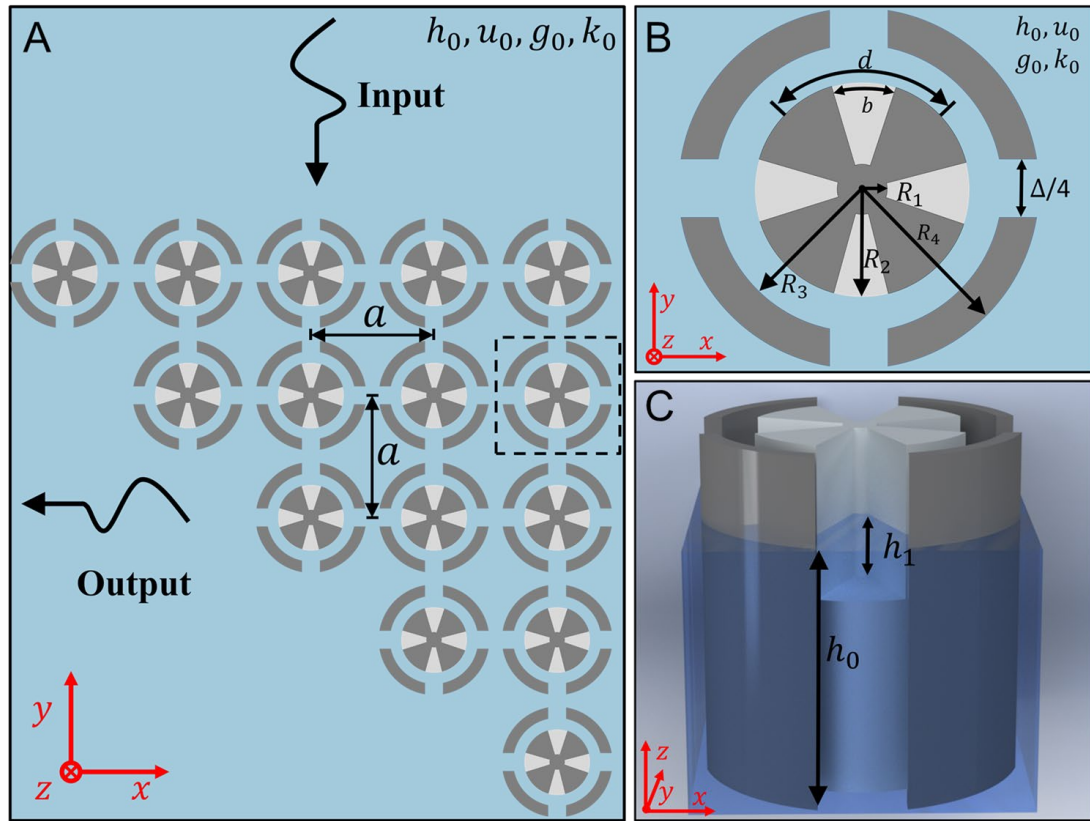 A
h₀, u₀, g₀, k₀
Input
a
a
Output
y
z
x
B
h₀, u₀
g₀, k₀
d
b
R₁
Δ/4
R₂
R₃
R₄
y
z
x
C
h₁
h₀
z
y
x